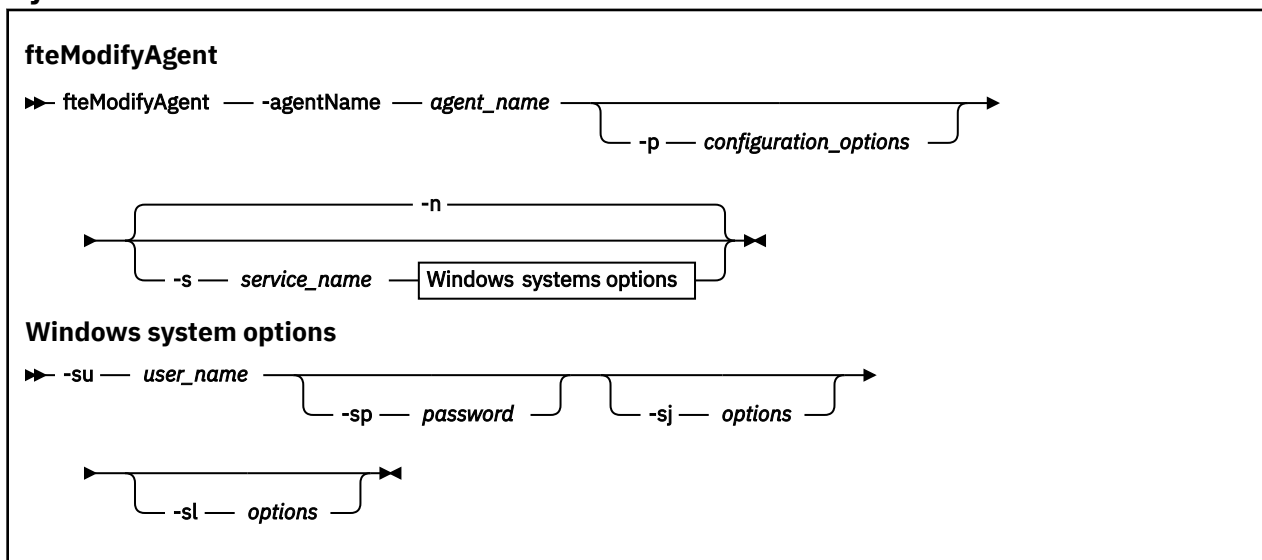 fteModifyAgent
fteModifyAgent -agentName agent_name
-p configuration_options
-n
-s service_name Windows systems options
Windows system options
-su user_name
-sp password -sj options
-sl options